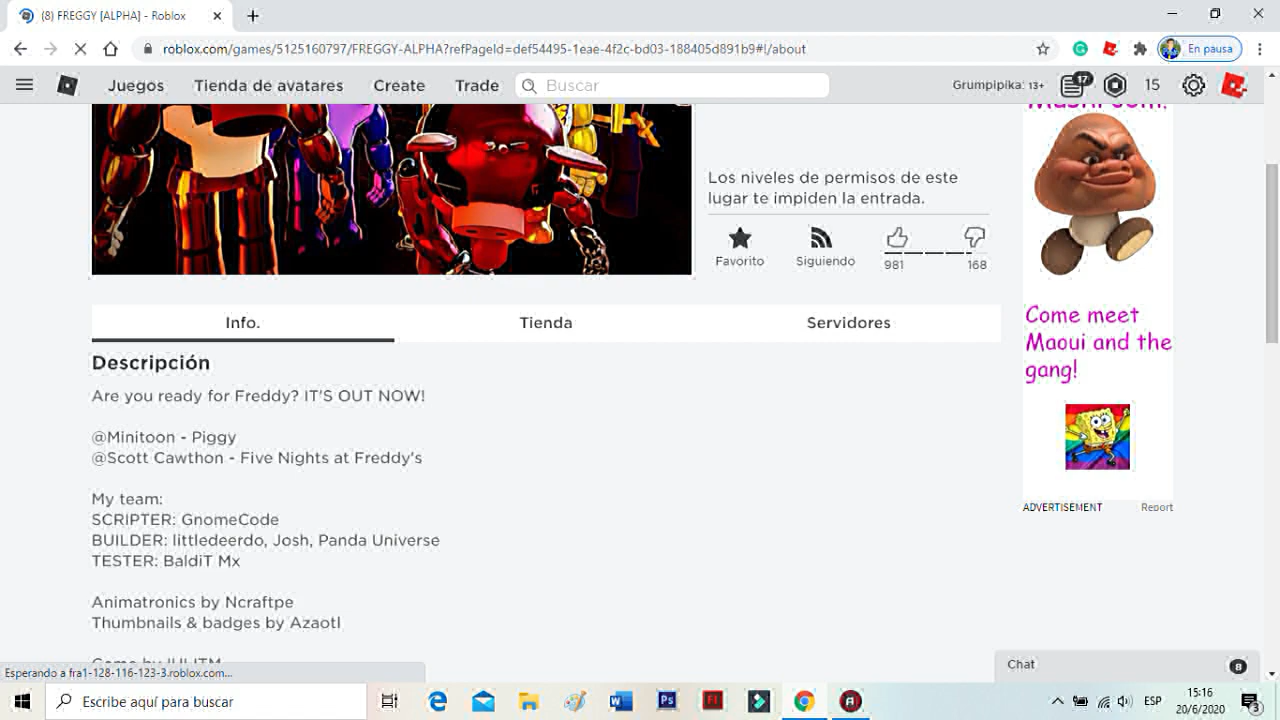 (8) FREGGY [ALPHA] - Roblox
roblox.com/games/5125160797/FREGGY-ALPHA?refPageId=def54495-1eae-4f2c-bd03-188405d891b9#!/about
En pausa
Juegos
Tienda de avatares
Create
Trade
Buscar
Grumpipika: 13+
17
15
Los niveles de permisos de este
lugar te impiden la entrada.
Favorito
Siguiendo
981
168
Info.
Tienda
Servidores
Descripción
Are you ready for Freddy? IT'S OUT NOW!
@Minitoon - Piggy
@Scott Cawthon - Five Nights at Freddy's
My team:
SCRIPTER: GnomeCode
BUILDER: littledeerdo, Josh, Panda Universe
TESTER: BaldiT Mx
Animatronics by Ncraftpe
Thumbnails & badges by Azaotl
Come meet
Maoui and the
gang!
ADVERTISEMENT
Report
Esperando a fra1-128-116-123-3.roblox.com...
Chat
8
Escribe aquí para buscar
W
Ps
Fl
ESP
15:16
20/6/2020
3